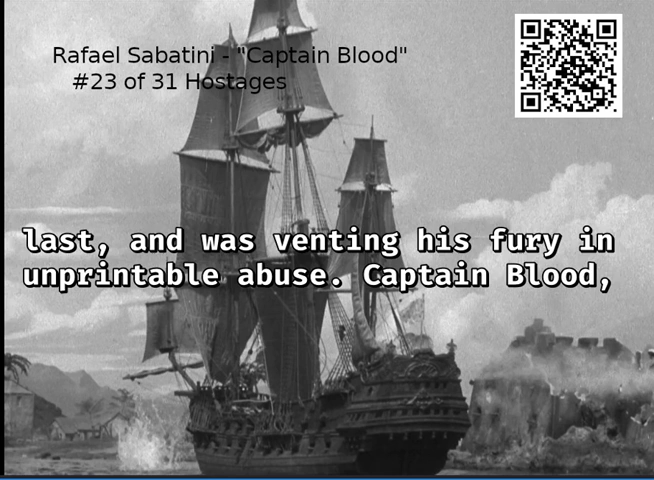 Rafael Sabatini - "Captain Blood"
#23 of 31 Hostages
last, and was venting his fury in
unprintable abuse. Captain Blood,